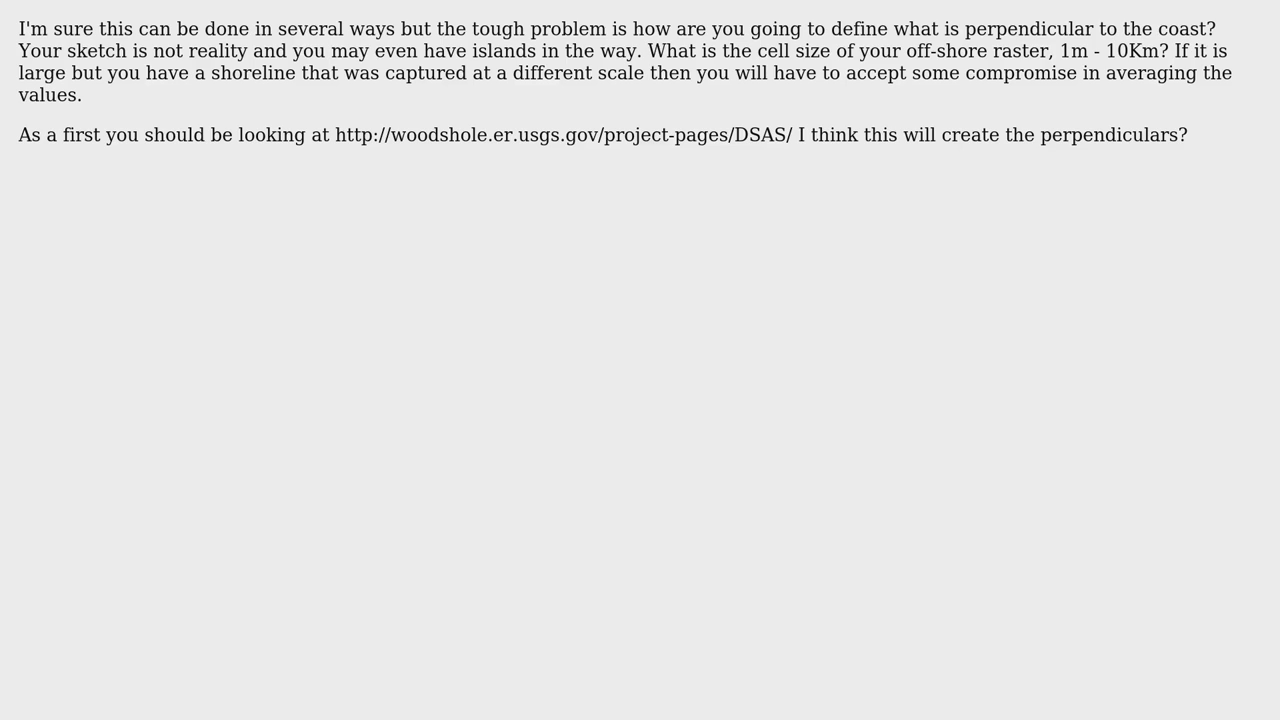 I'm sure this can be done in several ways but the tough problem is how are you going to define what is perpendicular to the coast?
Your sketch is not reality and you may even have islands in the way. What is the cell size of your off-shore raster, 1m - 10Km? If it is
large but you have a shoreline that was captured at a different scale then you will have to accept some compromise in averaging the
values.
As a first you should be looking at http://woodshole.er.usgs.gov/project-pages/DSAS/ I think this will create the perpendiculars?